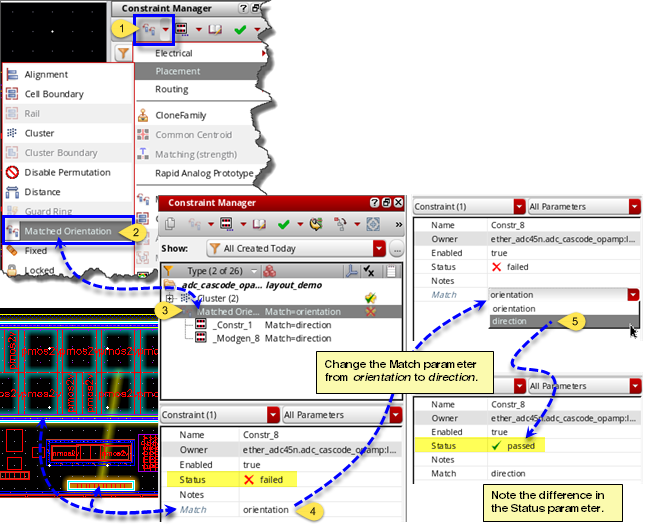 Constraint Manager
1
Electrical
Placement
Routing
CloneFamily
Common Centroid
Matching (strength)
Rapid Analog Prototype
Alignment
Cell Boundary
Rail
Cluster
Cluster Boundary
Disable Permutation
Distance
Guard Ring
Matched Orientation
2
Fixed
Locked
Constraint Manager
Show:
All Created Today
Type (2 of 26)
adc_cascode_opa... layout_demo
Cluster (2)
3
Matched Orie... Match=orientation
_Constr_1 Match=direction
_Modgen_8 Match=direction
Constraint (1) All Parameters
Name Constr_8
Owner ether_adc45n.adc_cascode_opamp:l...
Enabled true
Status failed
Notes
Match orientation
4
Change the Match parameter
from orientation to direction.
Constraint (1) All Parameters
Name Constr_8
Owner ether_adc45n.adc_cascode_opamp:l...
Enabled true
Status failed
Notes
Match orientation
orientation
direction
5
All Parameters
Name Constr_8
Owner ether_adc45n.adc_cascode_opamp:l...
Enabled true
Status passed
Notes
Match direction
Note the difference in
the Status parameter.